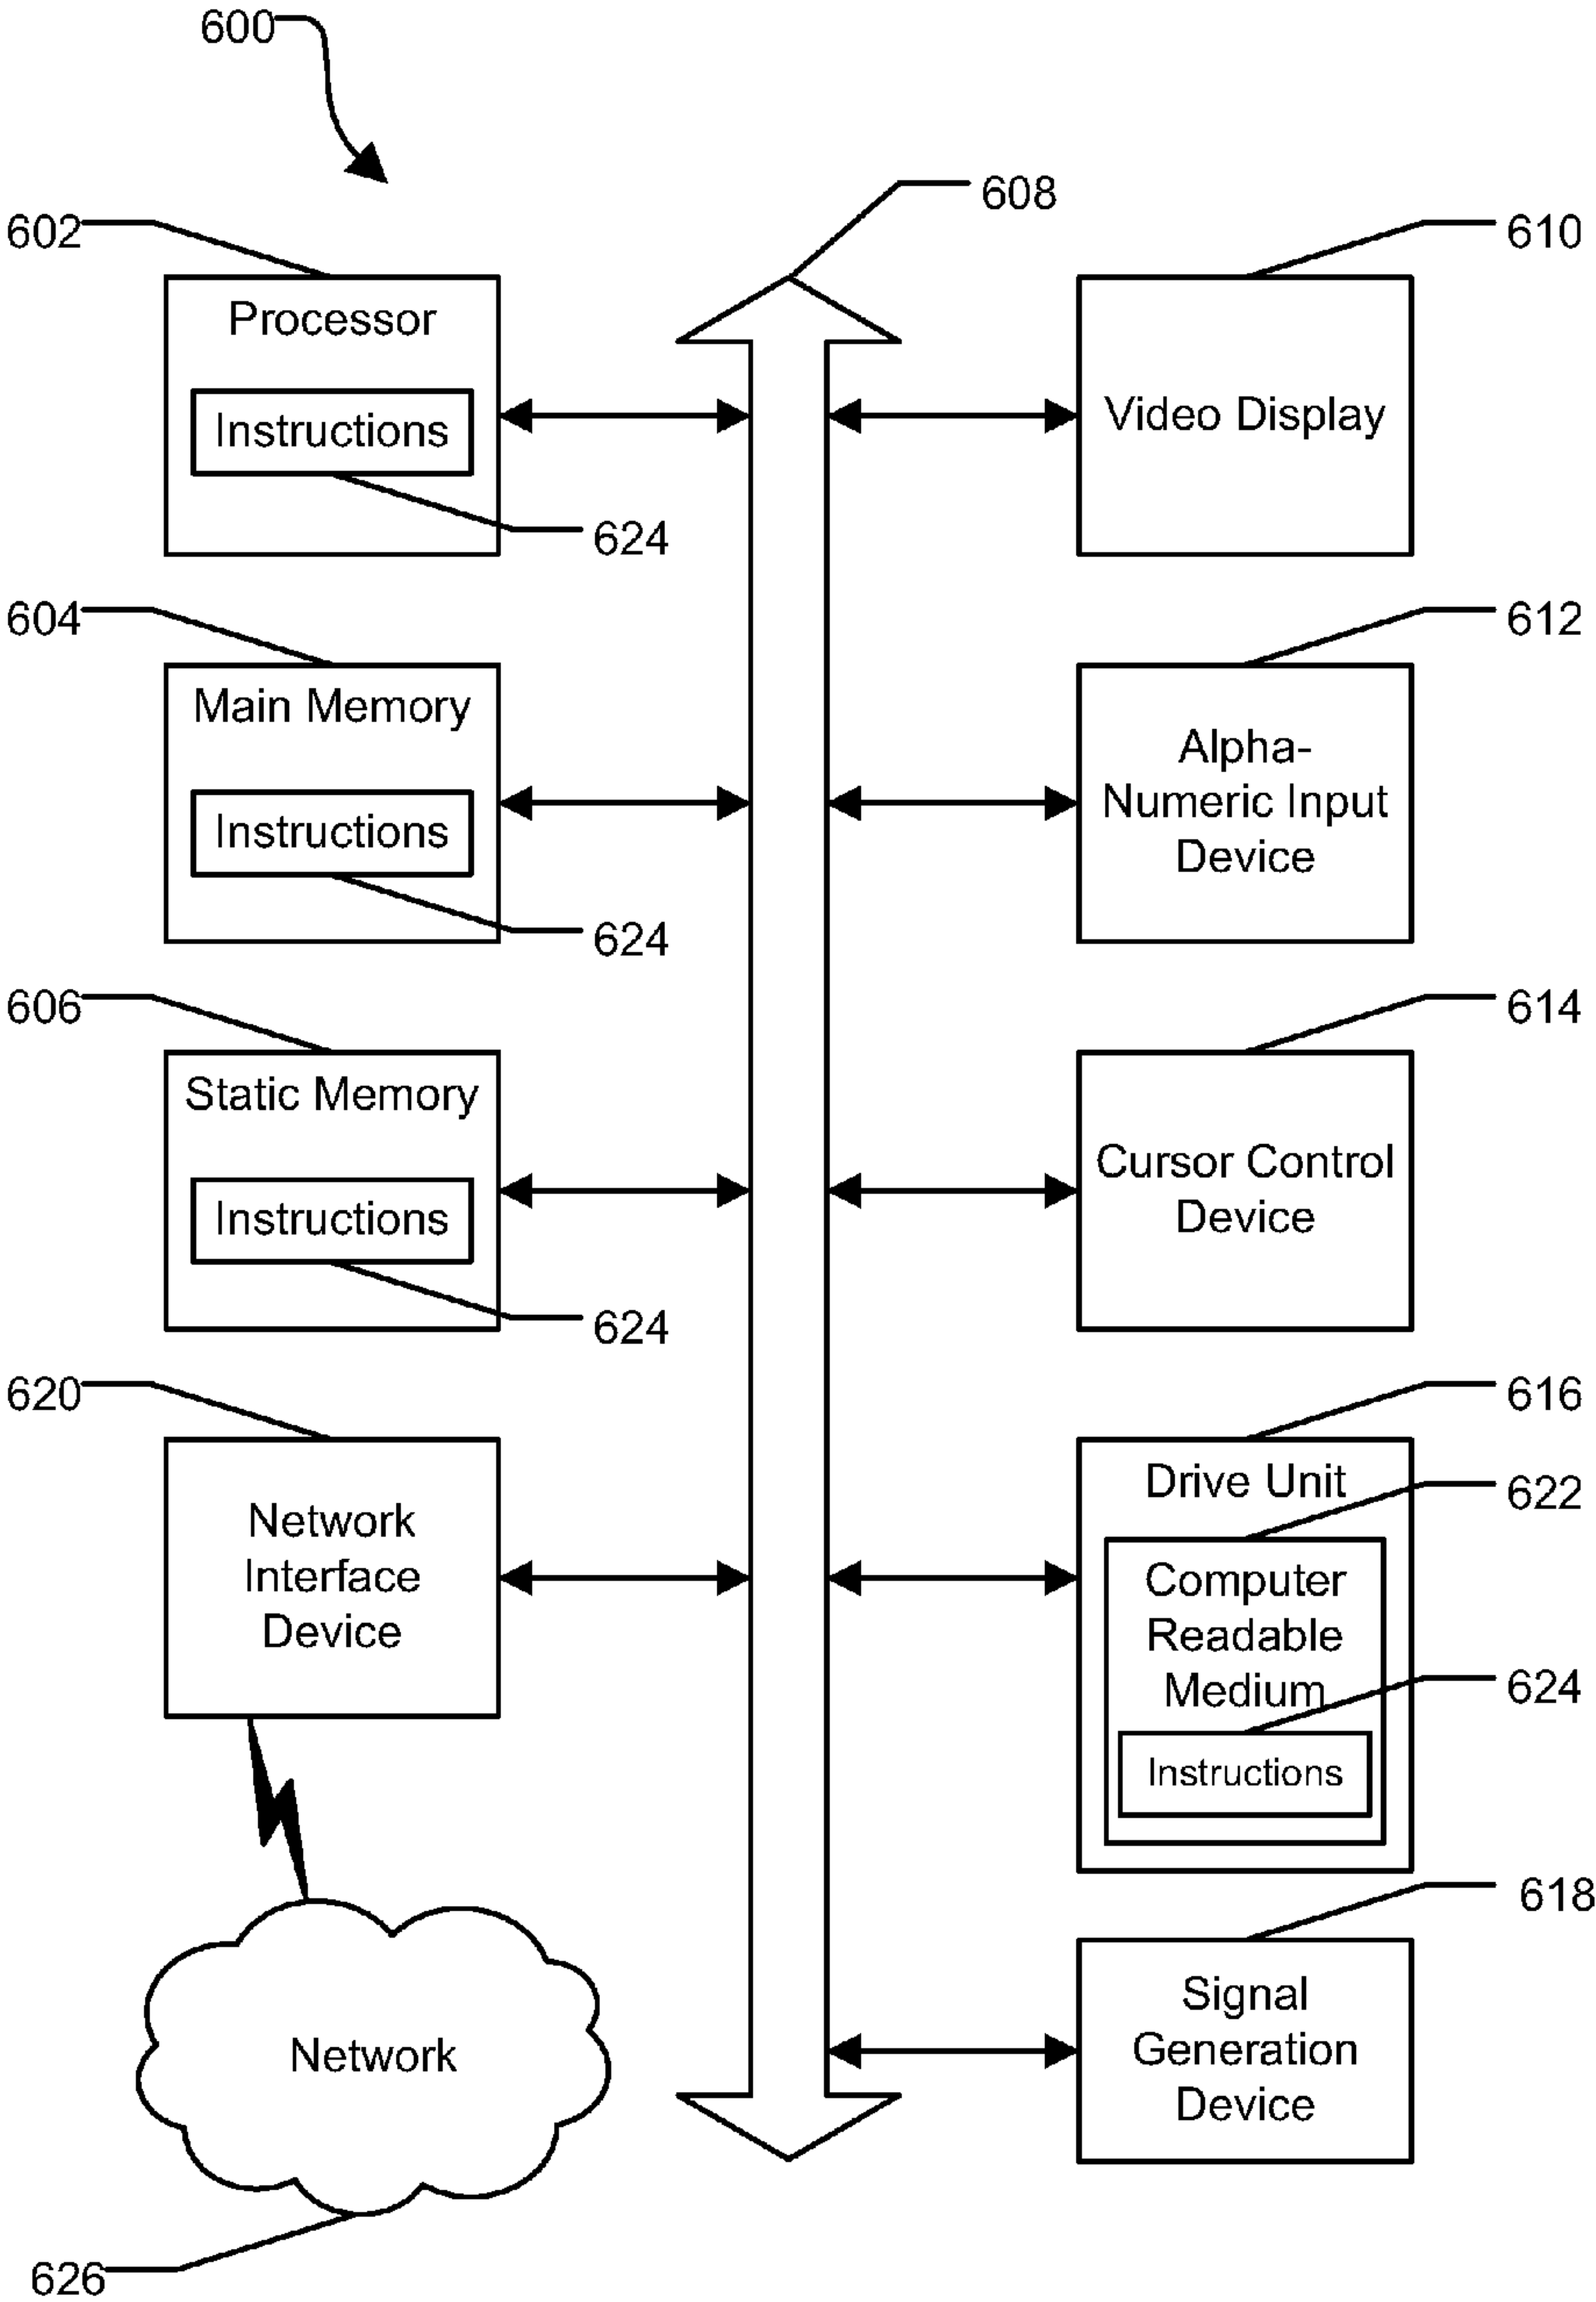 600
608
602
Processor
Instructions
624
604
Main Memory
Instructions
624
606
Static Memory
Instructions
624
620
Network
Interface
Device
Network
626
610
Video Display
612
Alpha-
Numeric Input
Device
614
Cursor Control
Device
616
Drive Unit
622
Computer
Readable
Medium
624
Instructions
618
Signal
Generation
Device